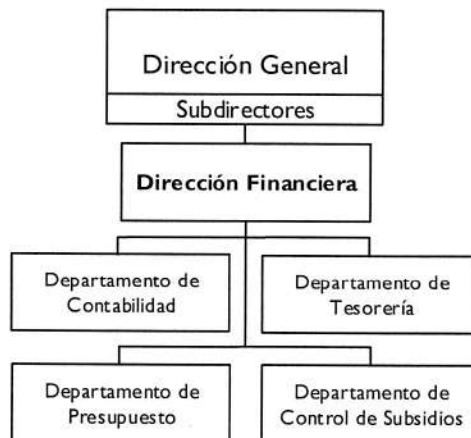 Dirección General
Subdirectores
Dirección Financiera
Departamento de
Contabilidad
Departamento de
Tesorería
Departamento de
Presupuesto
Departamento de
Control de Subsidios